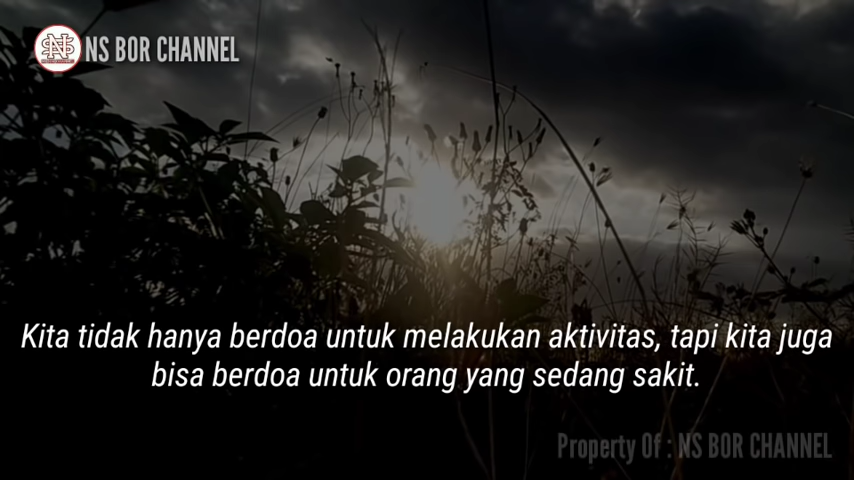 NS BOR CHANNEL
Kita tidak hanya berdoa untuk melakukan aktivitas, tapi kita juga
bisa berdoa untuk orang yang sedang sakit.
Property Of : NS BOR CHANNEL